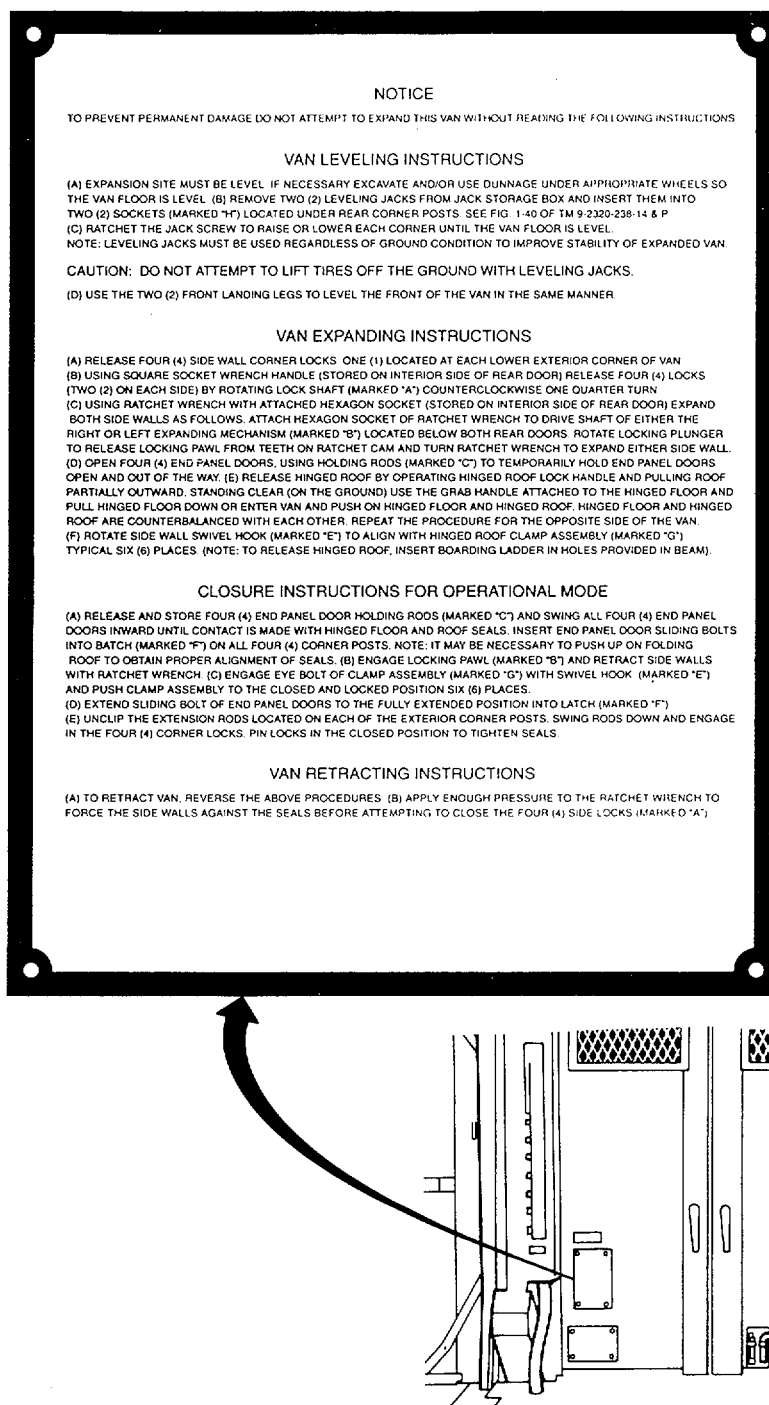 NOTICE
TO PREVENT PERMANENT DAMAGE DO NOT ATTEMPT TO EXPAND THIS VAN WITHOUT READING THE FOLLOWING INSTRUCTIONS
VAN LEVELING INSTRUCTIONS
(A) EXPANSION SITE MUST BE LEVEL IF NECESSARY EXCAVATE AND/OR USE DUNNAGE UNDER APPROPRIATE WHEELS SO
THE VAN FLOOR IS LEVEL (B) REMOVE TWO (2) LEVELING JACKS FROM JACK STORAGE BOX AND INSERT THEM INTO
TWO (2) SOCKETS (MARKED "H") LOCATED UNDER REAR CORNER POSTS. SEE FIG. 1-40 OF TM 9-2320-238-14 & P
(C) RATCHET THE JACK SCREW TO RAISE OR LOWER EACH CORNER UNTIL THE VAN FLOOR IS LEVEL.
NOTE: LEVELING JACKS MUST BE USED REGARDLESS OF GROUND CONDITION TO IMPROVE STABILITY OF EXPANDED VAN.
CAUTION: DO NOT ATTEMPT TO LIFT TIRES OFF THE GROUND WITH LEVELING JACKS.
(D) USE THE TWO (2) FRONT LANDING LEGS TO LEVEL THE FRONT OF THE VAN IN THE SAME MANNER
VAN EXPANDING INSTRUCTIONS
(A) RELEASE FOUR (4) SIDE WALL CORNER LOCKS ONE (1) LOCATED AT EACH LOWER EXTERIOR CORNER OF VAN
(B) USING SQUARE SOCKET WRENCH HANDLE (STORED ON INTERIOR SIDE OF REAR DOOR) RELEASE FOUR (4) LOCKS
(TWO (2) ON EACH SIDE) BY ROTATING LOCK SHAFT (MARKED "A") COUNTERCLOCKWISE ONE QUARTER TURN
(C) USING RATCHET WRENCH WITH ATTACHED HEXAGON SOCKET (STORED ON INTERIOR SIDE OF REAR DOOR) EXPAND
BOTH SIDE WALLS AS FOLLOWS. ATTACH HEXAGON SOCKET OF RATCHET WRENCH TO DRIVE SHAFT OF EITHER THE
RIGHT OR LEFT EXPANDING MECHANISM (MARKED "B") LOCATED BELOW BOTH REAR DOORS. ROTATE LOCKING PLUNGER
TO RELEASE LOCKING PAWL FROM TEETH ON RATCHET CAM AND TURN RATCHET WRENCH TO EXPAND EITHER SIDE WALL.
(D) OPEN FOUR (4) END PANEL DOORS, USING HOLDING RODS (MARKED "C") TO TEMPORARILY HOLD END PANEL DOORS
OPEN AND OUT OF THE WAY. (E) RELEASE HINGED ROOF BY OPERATING HINGED ROOF LOCK HANDLE AND PULLING ROOF
PARTIALLY OUTWARD. STANDING CLEAR (ON THE GROUND) USE THE GRAB HANDLE ATTACHED TO THE HINGED FLOOR AND
PULL HINGED FLOOR DOWN OR ENTER VAN AND PUSH ON HINGED FLOOR AND HINGED ROOF. HINGED FLOOR AND HINGED
ROOF ARE COUNTERBALANCED WITH EACH OTHER. REPEAT THE PROCEDURE FOR THE OPPOSITE SIDE OF THE VAN.
(F) ROTATE SIDE WALL SWIVEL HOOK (MARKED "E") TO ALIGN WITH HINGED ROOF CLAMP ASSEMBLY (MARKED "G")
TYPICAL SIX (6) PLACES. (NOTE: TO RELEASE HINGED ROOF, INSERT BOARDING LADDER IN HOLES PROVIDED IN BEAM).
CLOSURE INSTRUCTIONS FOR OPERATIONAL MODE
(A) RELEASE AND STORE FOUR (4) END PANEL DOOR HOLDING RODS (MARKED "C") AND SWING ALL FOUR (4) END PANEL
DOORS INWARD UNTIL CONTACT IS MADE WITH HINGED FLOOR AND ROOF SEALS. INSERT END PANEL DOOR SLIDING BOLTS
INTO BATCH (MARKED "F") ON ALL FOUR (4) CORNER POSTS. NOTE: IT MAY BE NECESSARY TO PUSH UP ON FOLDING
ROOF TO OBTAIN PROPER ALIGNMENT OF SEALS. (B) ENGAGE LOCKING PAWL (MARKED "B") AND RETRACT SIDE WALLS
WITH RATCHET WRENCH. (C) ENGAGE EYE BOLT OF CLAMP ASSEMBLY (MARKED "G") WITH SWIVEL HOOK (MARKED "E")
AND PUSH CLAMP ASSEMBLY TO THE CLOSED AND LOCKED POSITION SIX (6) PLACES.
(D) EXTEND SLIDING BOLT OF END PANEL DOORS TO THE FULLY EXTENDED POSITION INTO LATCH (MARKED "F")
(E) UNCLIP THE EXTENSION RODS LOCATED ON EACH OF THE EXTERIOR CORNER POSTS. SWING RODS DOWN AND ENGAGE
IN THE FOUR (4) CORNER LOCKS. PIN LOCKS IN THE CLOSED POSITION TO TIGHTEN SEALS.
VAN RETRACTING INSTRUCTIONS
(A) TO RETRACT VAN, REVERSE THE ABOVE PROCEDURES (B) APPLY ENOUGH PRESSURE TO THE RATCHET WRENCH TO
FORCE THE SIDE WALLS AGAINST THE SEALS BEFORE ATTEMPTING TO CLOSE THE FOUR (4) SIDE LOCKS (MARKED "A")